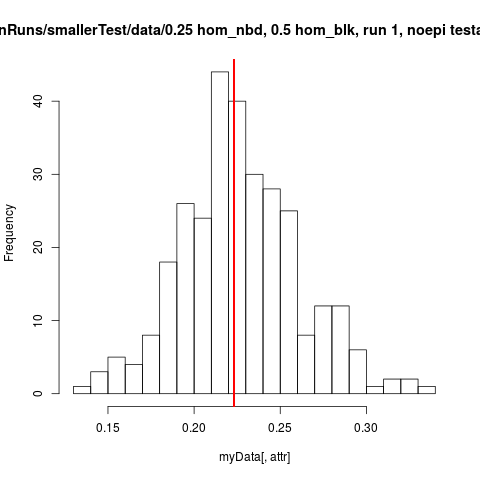 nRuns/smallerTest/data/0.25 hom_nbd, 0.5 hom_blk, run 1, noepi testa
Frequency
40
30
20
10
0
0.15 0.20 0.25 0.30
myData[, attr]